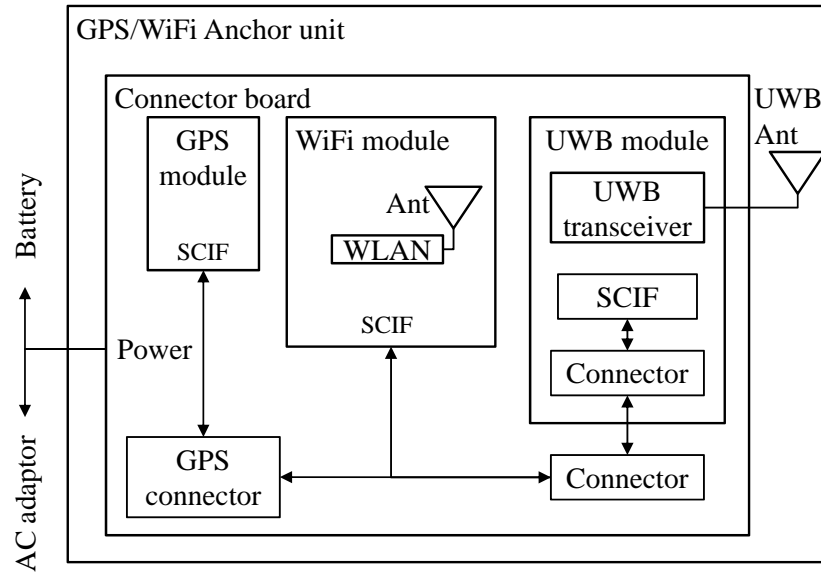 GPS/WiFi Anchor unit
Connector board
UWB
Ant
GPS
module
SCIF
WiFi module
Ant
WLAN
SCIF
UWB module
UWB
transceiver
SCIF
Connector
Battery
Power
AC adaptor
GPS
connector
Connector